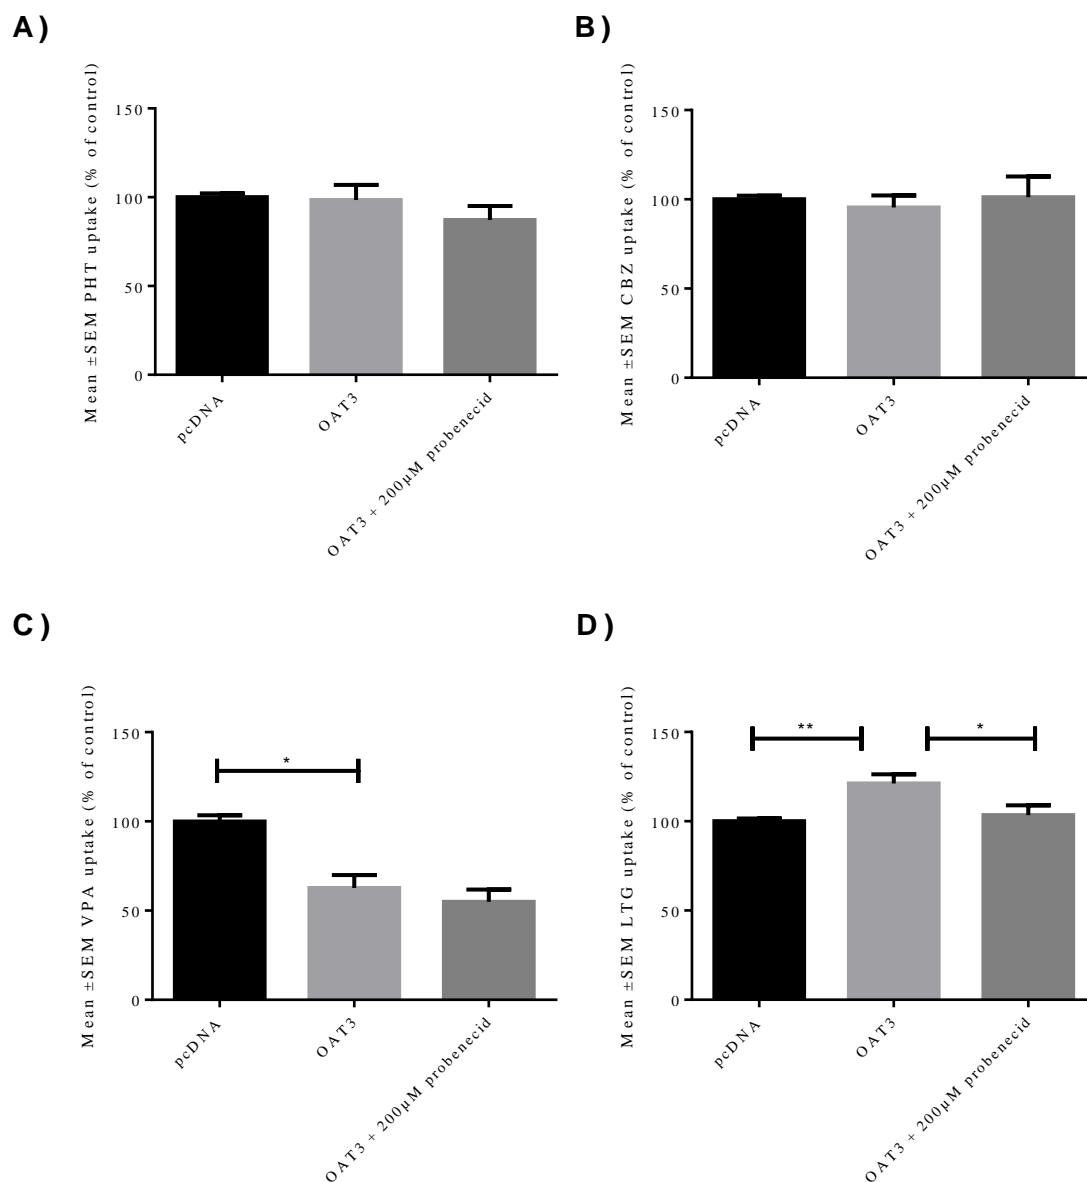 A)
Mean ±SEM PHT uptake (% of control)
150
100
50
0
pcDNA
OAT3
OAT3 + 200µM probenecid
B)
Mean ±SEM CBZ uptake (% of control)
150
100
50
0
pcDNA
OAT3
OAT3 + 200µM probenecid
C)
Mean ±SEM VPA uptake (% of control)
150
100
50
0
*
pcDNA
OAT3
OAT3 + 200µM probenecid
D)
Mean ±SEM LTG uptake (% of control)
150
100
50
0
**
*
pcDNA
OAT3
OAT3 + 200µM probenecid